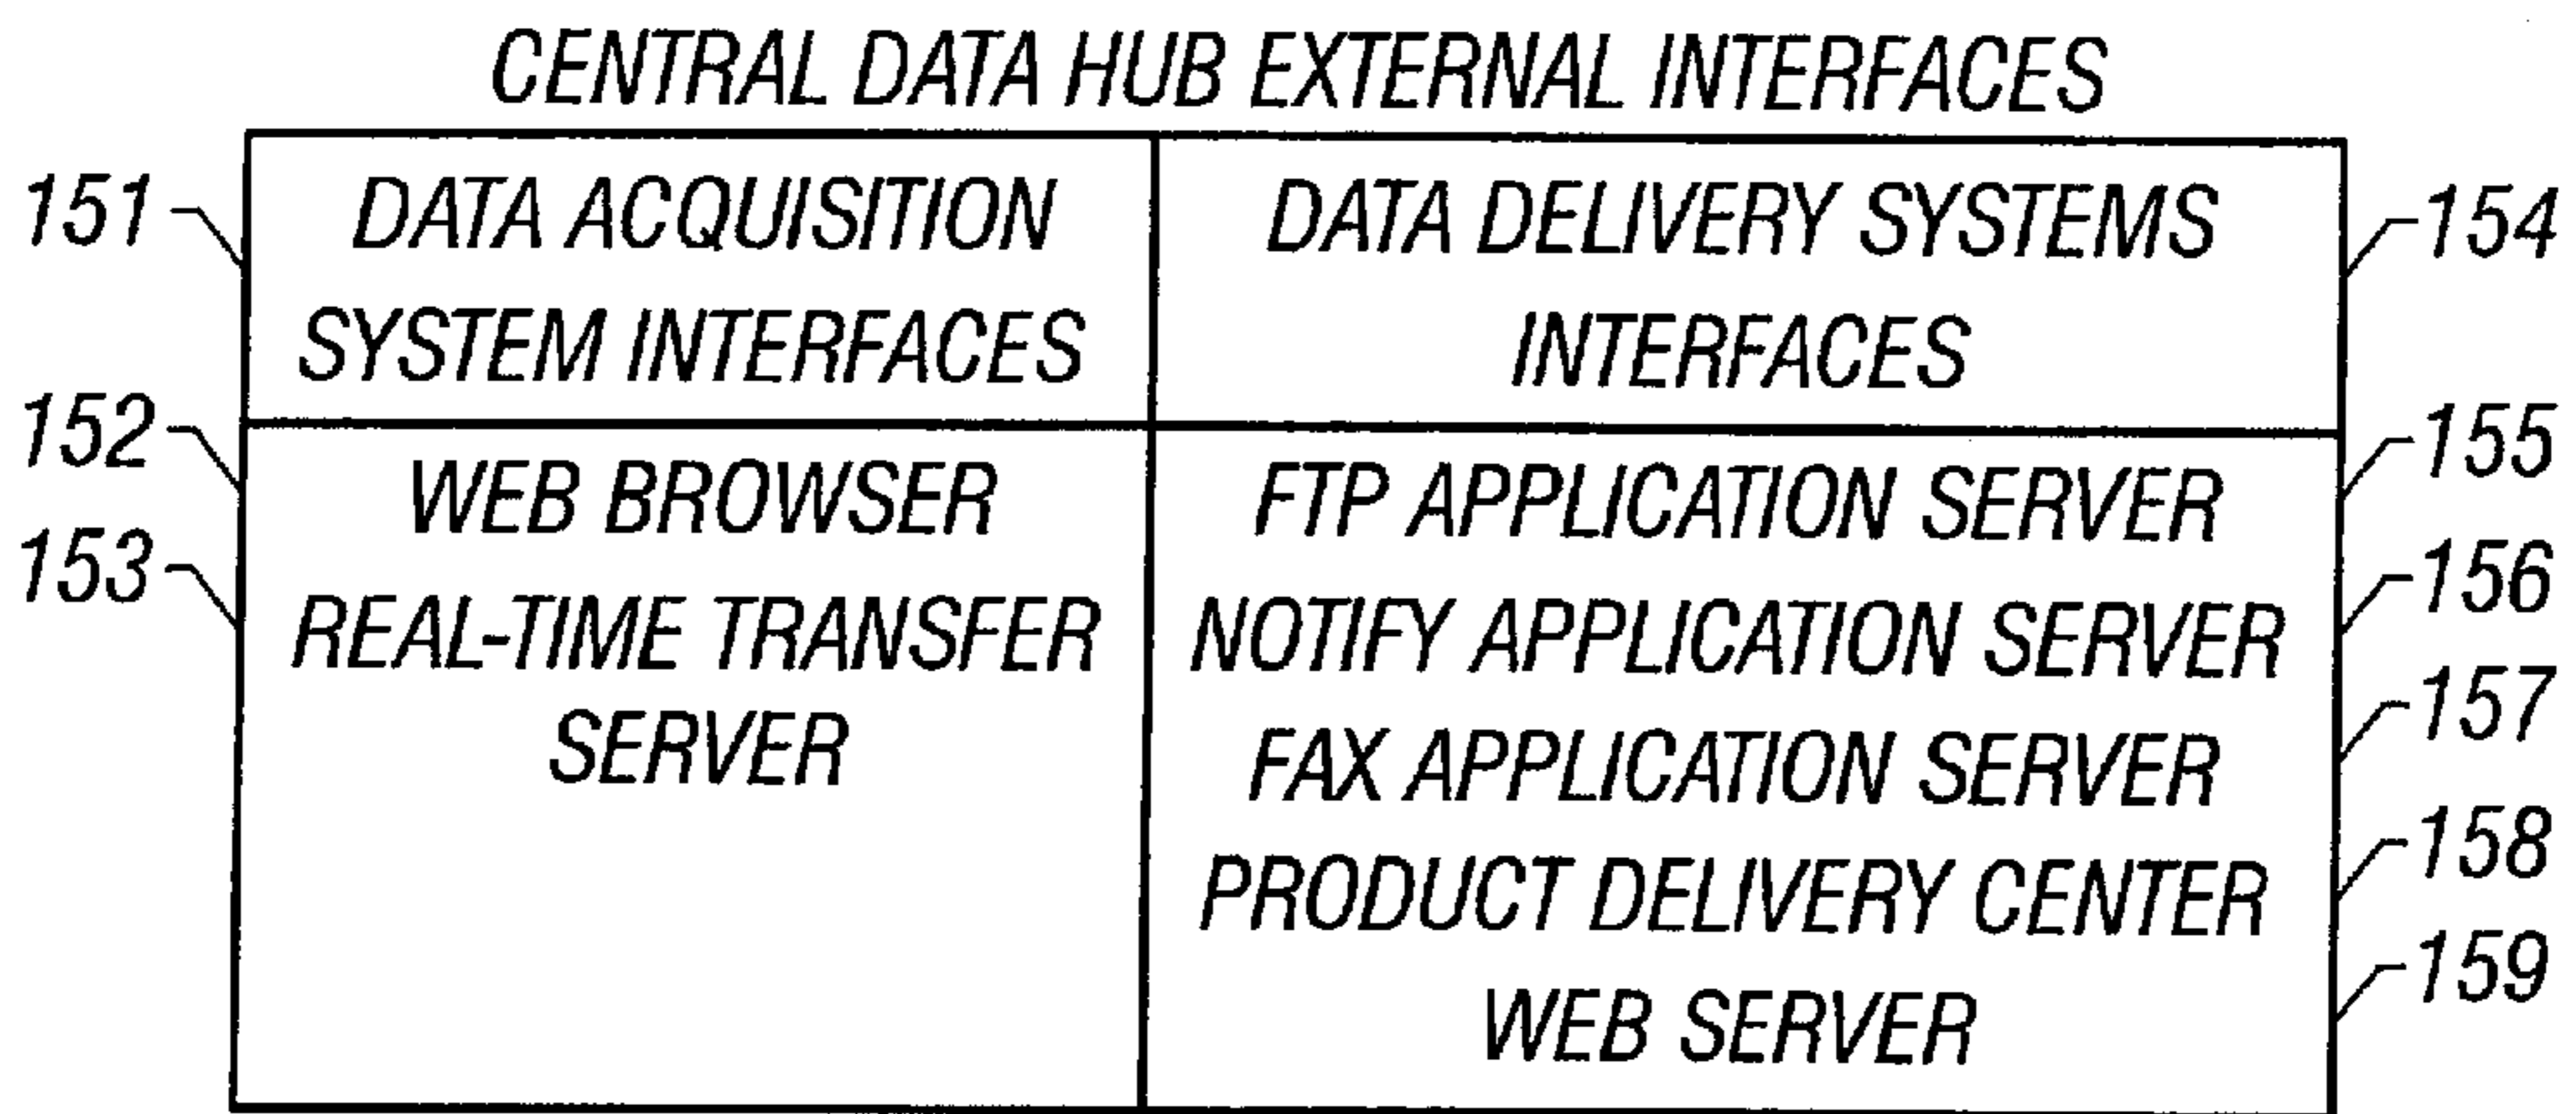 CENTRAL DATA HUB EXTERNAL INTERFACES
151
DATA ACQUISITION
SYSTEM INTERFACES
152
WEB BROWSER
153
REAL-TIME TRANSFER
SERVER
DATA DELIVERY SYSTEMS
INTERFACES
154
FTP APPLICATION SERVER
155
NOTIFY APPLICATION SERVER
156
FAX APPLICATION SERVER
157
PRODUCT DELIVERY CENTER
158
WEB SERVER
159